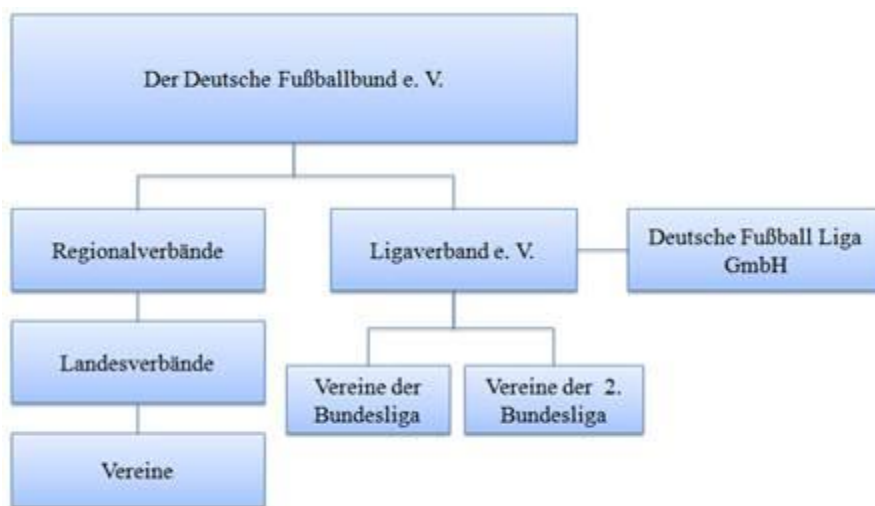 Der Deutsche Fußballbund e. V.
Regionalverbände
Ligaverband e. V.
Deutsche Fußball Liga
GmbH
Landesverbände
Vereine der
Bundesliga
Vereine der 2.
Bundesliga
Vereine